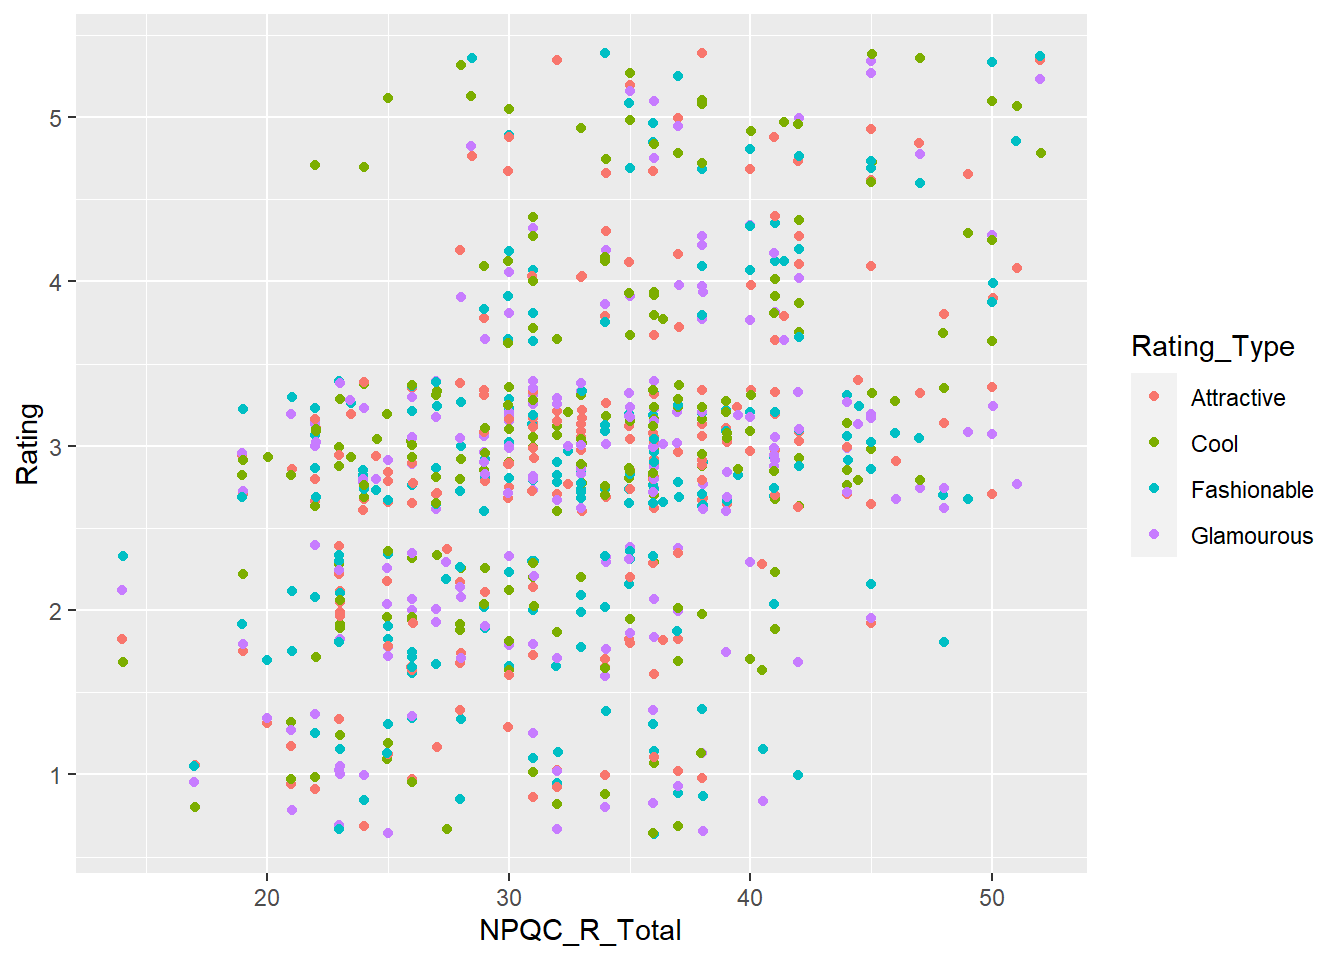 5
4
3
2
1
Rating
20 30 40 50
NPQC_R_Total
Rating_Type
Attractive
Cool
Fashionable
Glamourous